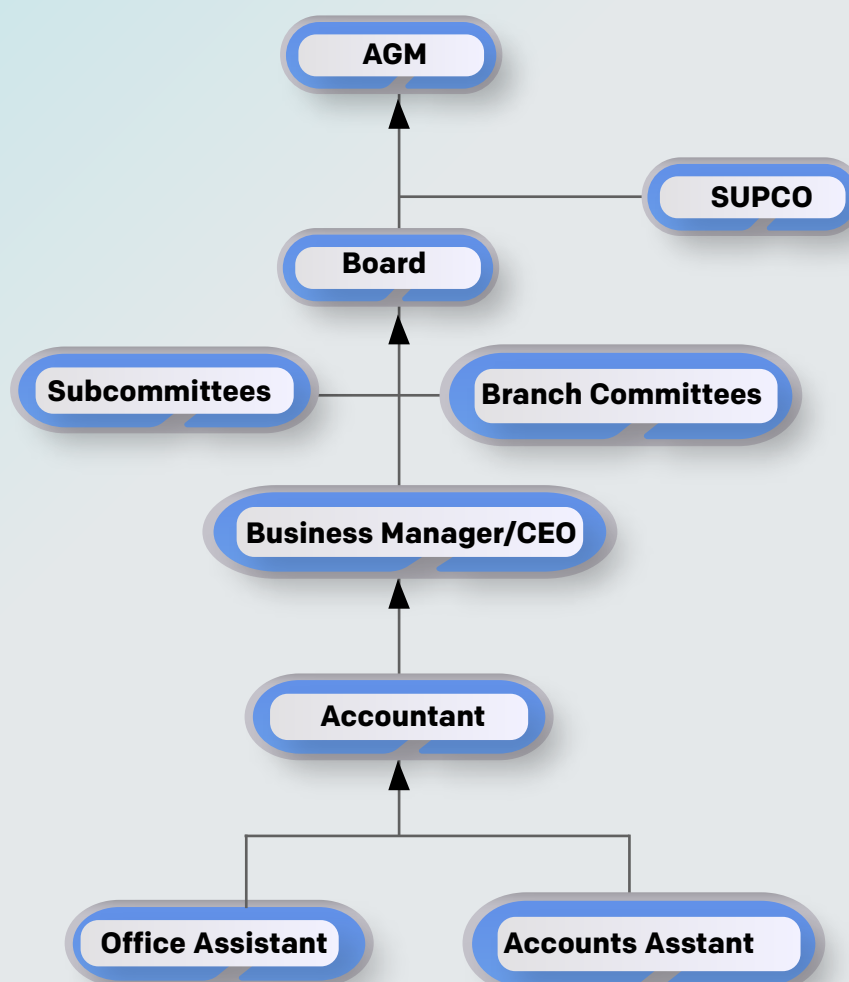 AGM
SUPCO
Board
Subcommittees
Branch Committees
Business Manager/CEO
Accountant
Office Assistant
Accounts Asstant